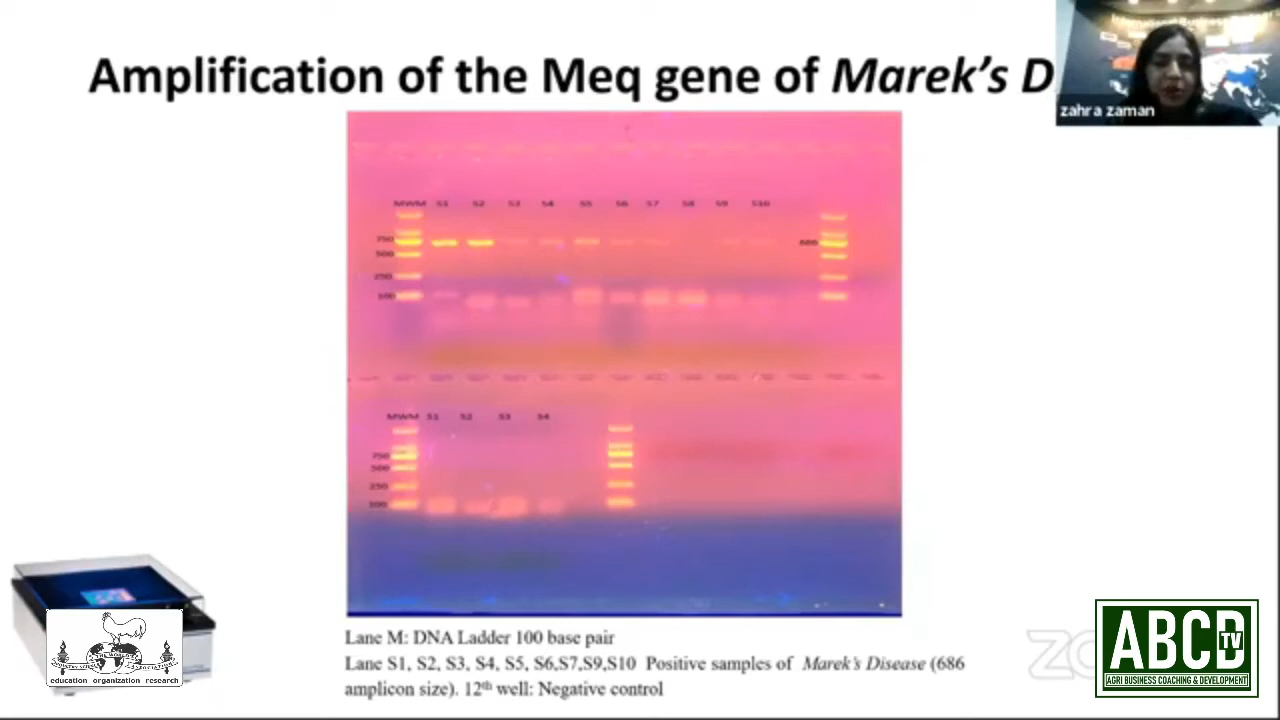 Amplification of the Meq gene of Marek's D
International Business
zahra zaman
MWM S1 S2 S3 S4 S5 S6 S7 S8 S9 S10
750
500
250
100
686
MWM S1 S2 S3 S4
750
500
250
100
Lane M: DNA Ladder 100 base pair
Lane S1, S2, S3, S4, S5, S6,S7,S9,S10 Positive samples of Marek's Disease (686
amplicon size). 12th well: Negative control
education organization research
ABCD TV
AGRI BUSINESS COACHING & DEVELOPMENT